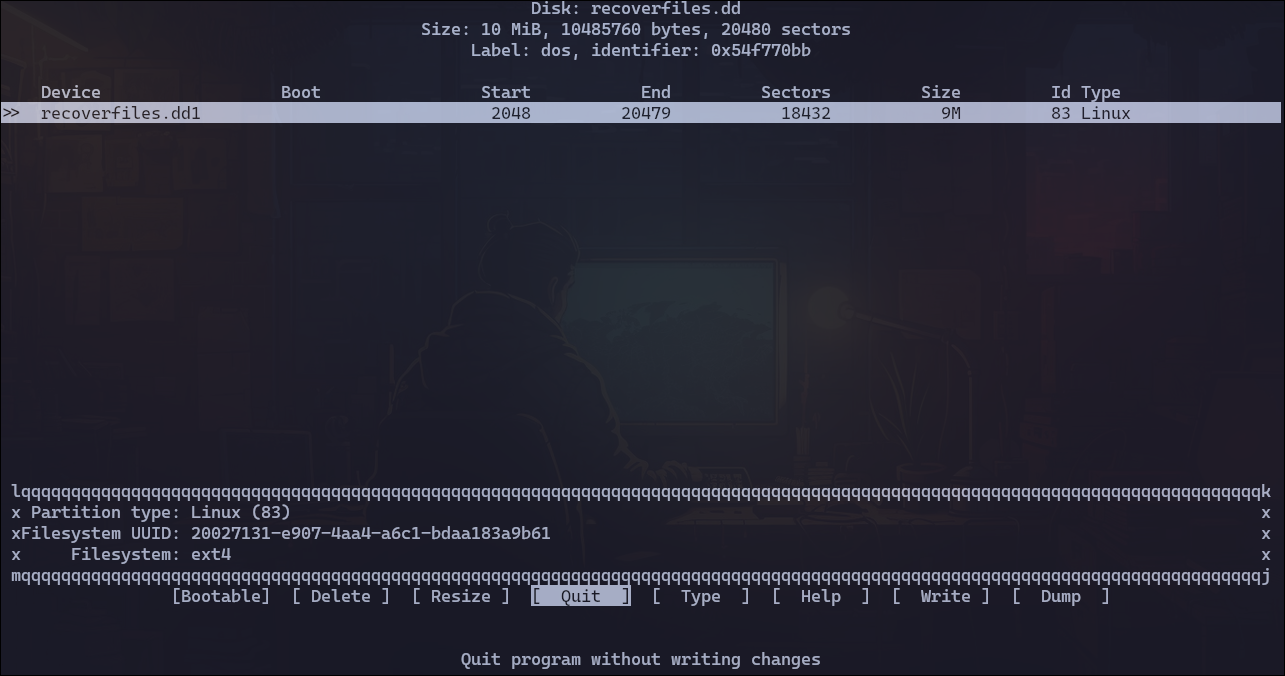 Disk: recoverfiles.dd
Size: 10 MiB, 10485760 bytes, 20480 sectors
Label: dos, identifier: 0x54f770bb
Device Boot Start End Sectors Size Id Type
>> recoverfiles.dd1 2048 20479 18432 9M 83 Linux
lqqqqqqqqqqqqqqqqqqqqqqqqqqqqqqqqqqqqqqqqqqqqqqqqqqqqqqqqqqqqqqqqqqqqqqqqqqqqqqqqqqqqqqqqqqqqqqqqqqqqqqqqqqqqqqqqqqqqqqqqqqqqk
x Partition type: Linux (83) x
xFilesystem UUID: 20027131-e907-4aa4-a6c1-bdaa183a9b61 x
x Filesystem: ext4 x
mqqqqqqqqqqqqqqqqqqqqqqqqqqqqqqqqqqqqqqqqqqqqqqqqqqqqqqqqqqqqqqqqqqqqqqqqqqqqqqqqqqqqqqqqqqqqqqqqqqqqqqqqqqqqqqqqqqqqqqqqqqqqj
[Bootable] [ Delete ] [ Resize ] [ Quit ] [ Type ] [ Help ] [ Write ] [ Dump ]
Quit program without writing changes